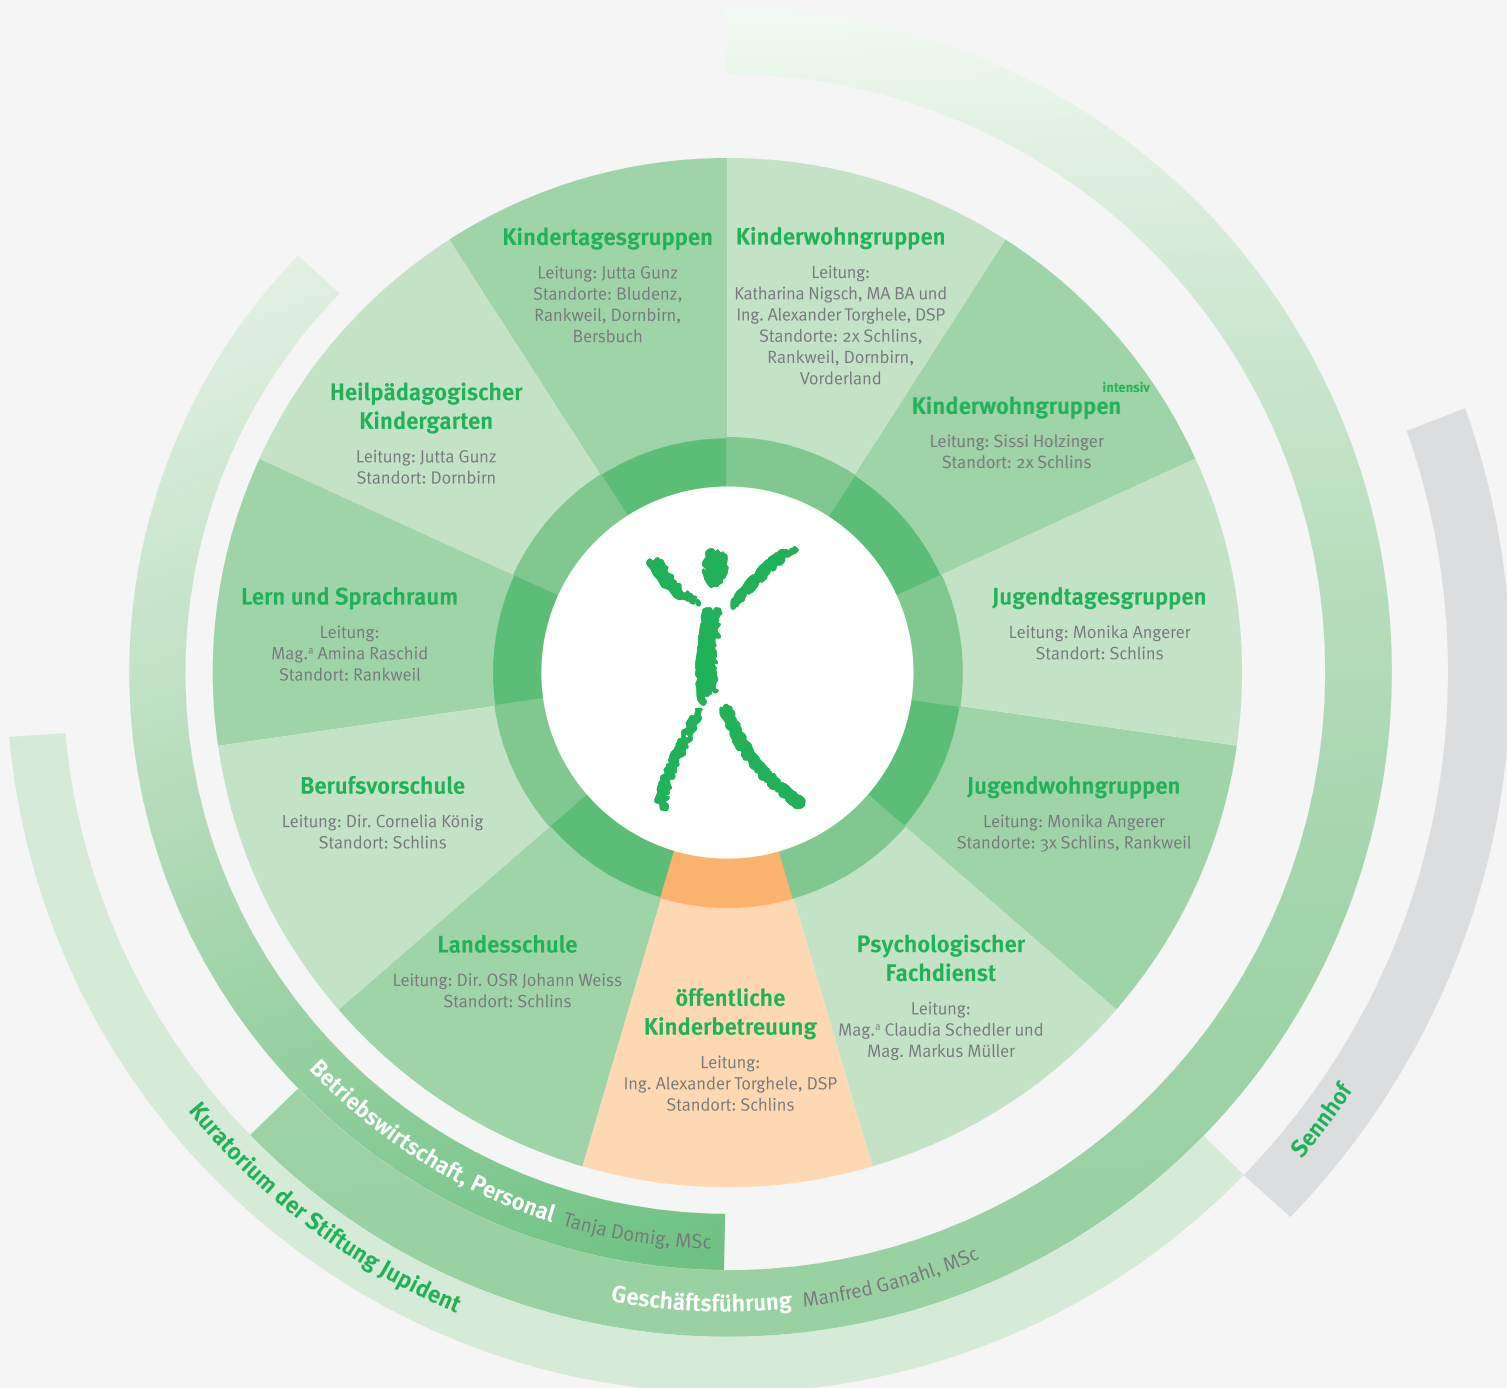 Kindertagesgruppen
Leitung: Jutta Gunz
Standorte: Bludenz,
Rankweil, Dornbirn,
Bersbuch
Kinderwohngruppen
Leitung:
Katharina Nigsch, MA BA und
Ing. Alexander Torghele, DSP
Standorte: 2x Schlins,
Rankweil, Dornbirn,
Vorderland
intensiv
Kinderwohngruppen
Leitung: Sissi Holzinger
Standort: 2x Schlins
Jugendtagesgruppen
Leitung: Monika Angerer
Standort: Schlins
Jugendwohngruppen
Leitung: Monika Angerer
Standorte: 3x Schlins, Rankweil
Psychologischer
Fachdienst
Leitung:
Mag.ª Claudia Schedler und
Mag. Markus Müller
öffentliche
Kinderbetreuung
Leitung:
Ing. Alexander Torghele, DSP
Standort: Schlins
Landesschule
Leitung: Dir. OSR Johann Weiss
Standort: Schlins
Berufsvorschule
Leitung: Dir. Cornelia König
Standort: Schlins
Lern und Sprachraum
Leitung:
Mag.ª Amina Raschid
Standort: Rankweil
Heilpädagogischer
Kindergarten
Leitung: Jutta Gunz
Standort: Dornbirn
Betriebswirtschaft, Personal Tanja Domig, MSc
Geschäftsführung Manfred Ganahl, MSc
Kuratorium der Stiftung Jupident
Sennhof